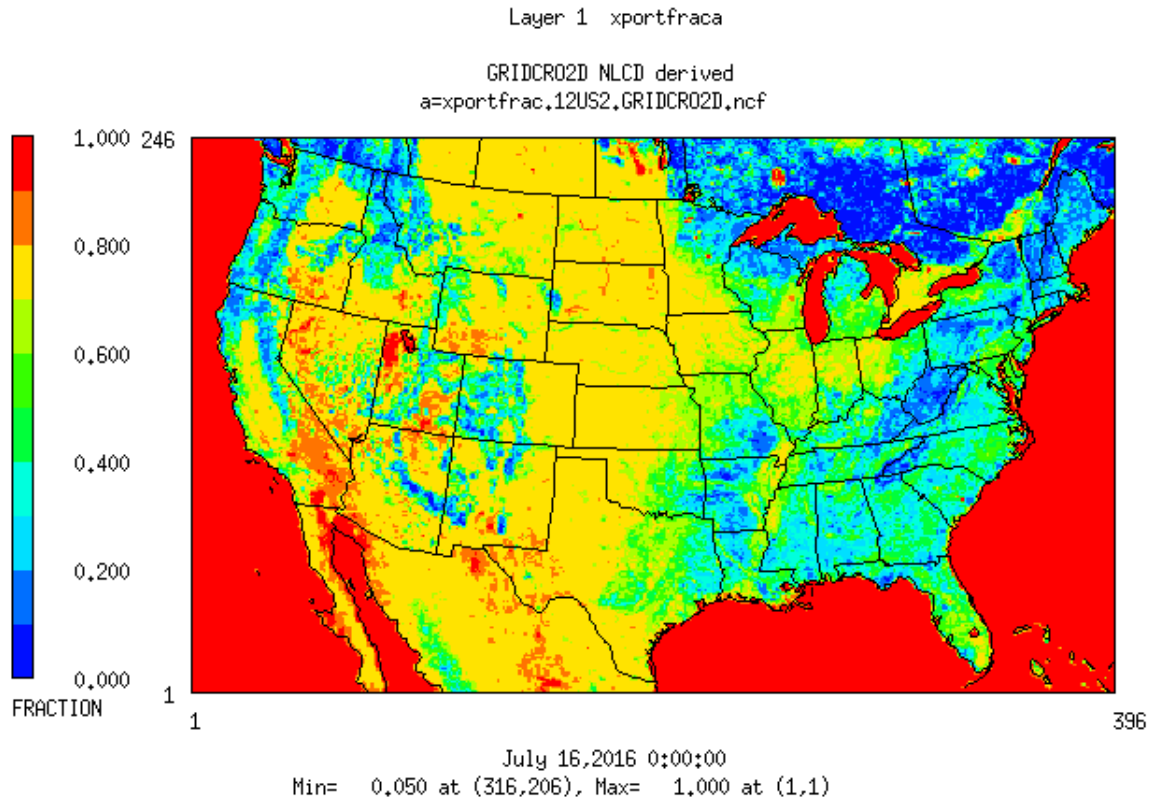 Layer 1 xportfraca
GRIDCRO2D NLCD derived
a=xportfrac.12US2.GRIDCRO2D.ncf
1.000
0.800
0.600
0.400
0.200
0.000
FRACTION
246
1
1
396
July 16,2016 0:00:00
Min= 0.050 at (316,206), Max= 1.000 at (1,1)